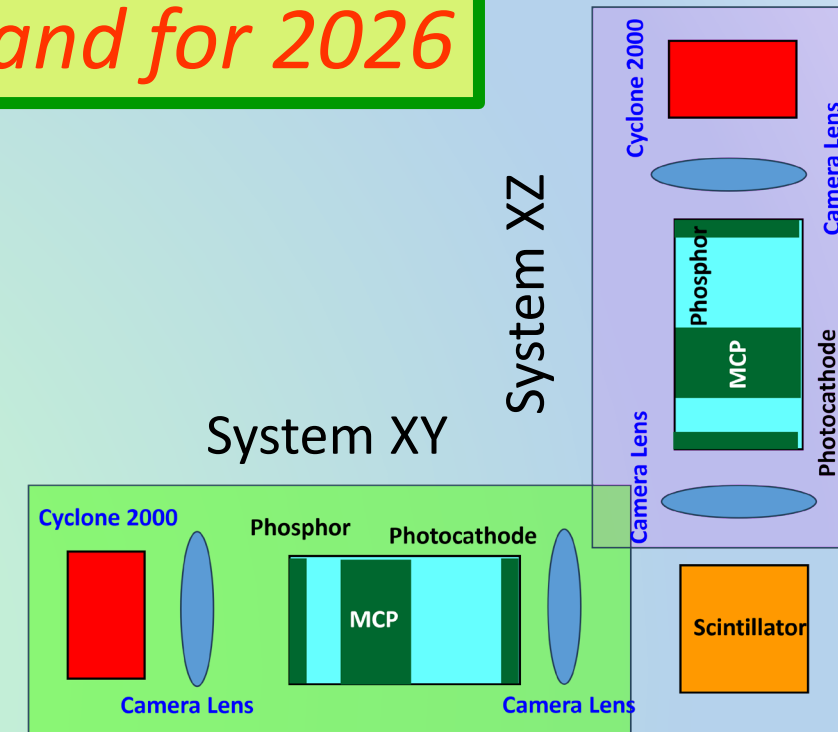 and for 2026
Cyclone 2000
Camera Lens
System XZ
Phosphor
MCP
Photocathode
Camera Lens
System XY
Cyclone 2000
Phosphor
Photocathode
MCP
Camera Lens
Camera Lens
Scintillator